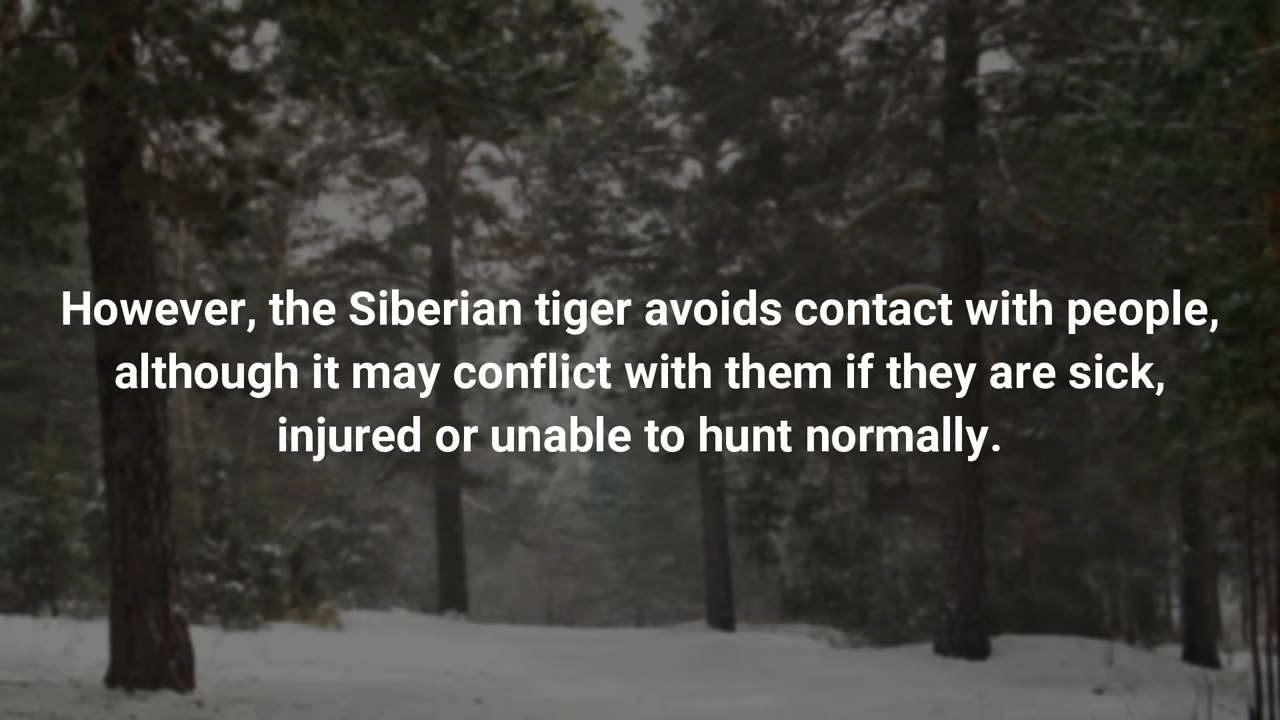 However, the Siberian tiger avoids contact with people,
although it may conflict with them if they are sick,
injured or unable to hunt normally.